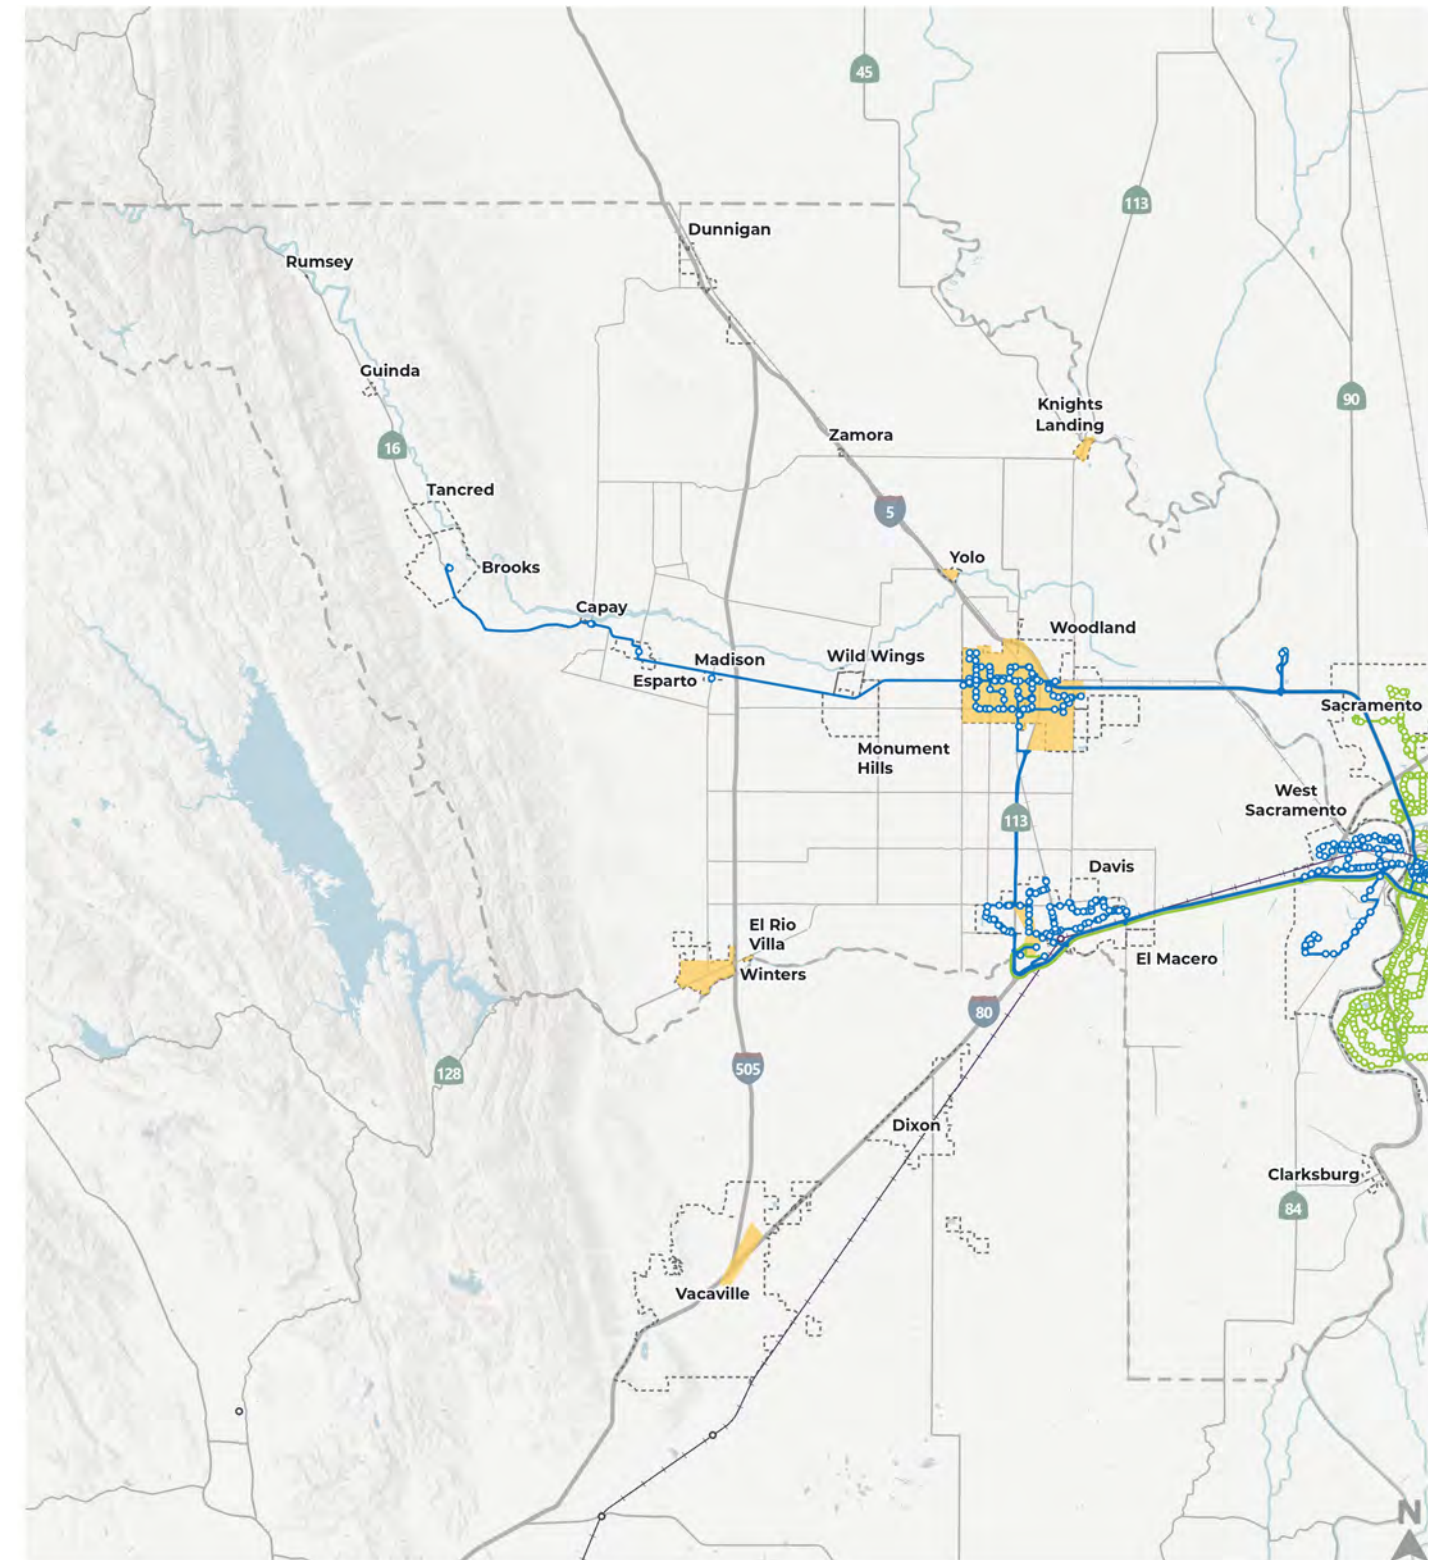 45
113
Dunnigan
Rumsey
Guinda
90
Knights
Landing
Zamora
16
Tancred
5
Yolo
Brooks
Capay
Woodland
Madison
Wild Wings
Esparto
Sacramento
Monument
Hills
West
Sacramento
113
Davis
El Rio
Villa
El Macero
Winters
80
505
128
Dixon
Clarksburg
84
Vacaville
N